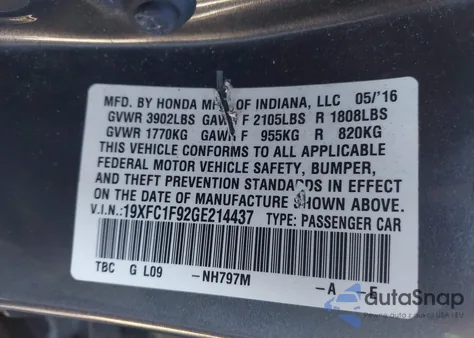 MFD. BY HONDA MFG OF INDIANA, LLC 05/'16
GVWR 3902LBS GAWR F 2105LBS R 1808LBS
GVWR 1770KG GAWR F 955KG R 820KG
THIS VEHICLE CONFORMS TO ALL APPLICABLE
FEDERAL MOTOR VEHICLE SAFETY, BUMPER,
AND THEFT PREVENTION STANDARDS IN EFFECT
ON THE DATE OF MANUFACTURE SHOWN ABOVE.
V.I.N.: 19XFC1F92GE214437 TYPE: PASSENGER CAR
TBC G L09 -NH797M -A -E
autoSnap